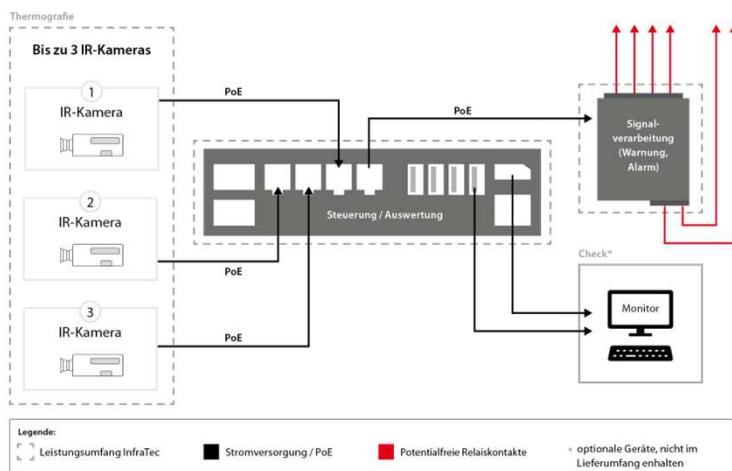 Thermografie
Bis zu 3 IR-Kameras
1
IR-Kamera
PoE
2
IR-Kamera
PoE
3
IR-Kamera
PoE
Steuerung / Auswertung
PoE
Signal-
verarbeitung
(Warnung,
Alarm)
Check*
Monitor
Legende:
Leistungsumfang InfraTec
Stromversorgung / PoE
Potentialfreie Relaiskontakte
* optionale Geräte, nicht im
Lieferumfang enhalten